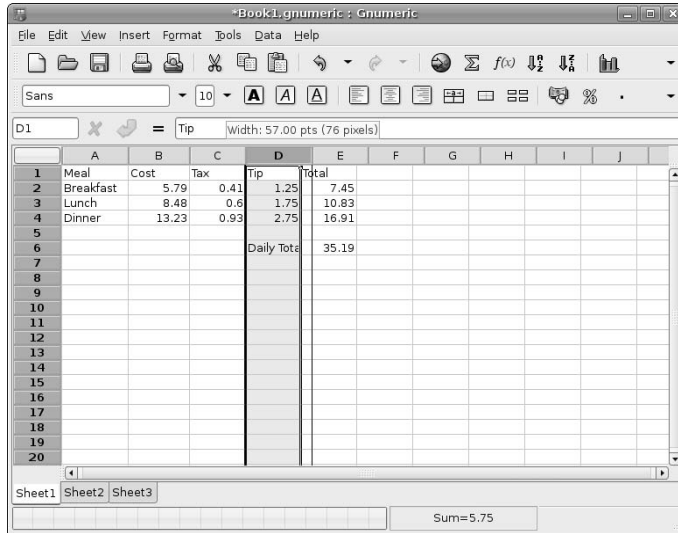 *Book1.gnumeric : Gnumeric
File Edit View Insert Format Tools Data Help
f(x)
Sans 10 A A A %
D1 = Tip Width: 57.00 pts (76 pixels)
A B C D E F G H I J
1 Meal Cost Tax Tip Total
2 Breakfast 5.79 0.41 1.25 7.45
3 Lunch 8.48 0.6 1.75 10.83
4 Dinner 13.23 0.93 2.75 16.91
5
6 Daily Tota 35.19
7
8
9
10
11
12
13
14
15
16
17
18
19
20
Sheet1 Sheet2 Sheet3
Sum=5.75